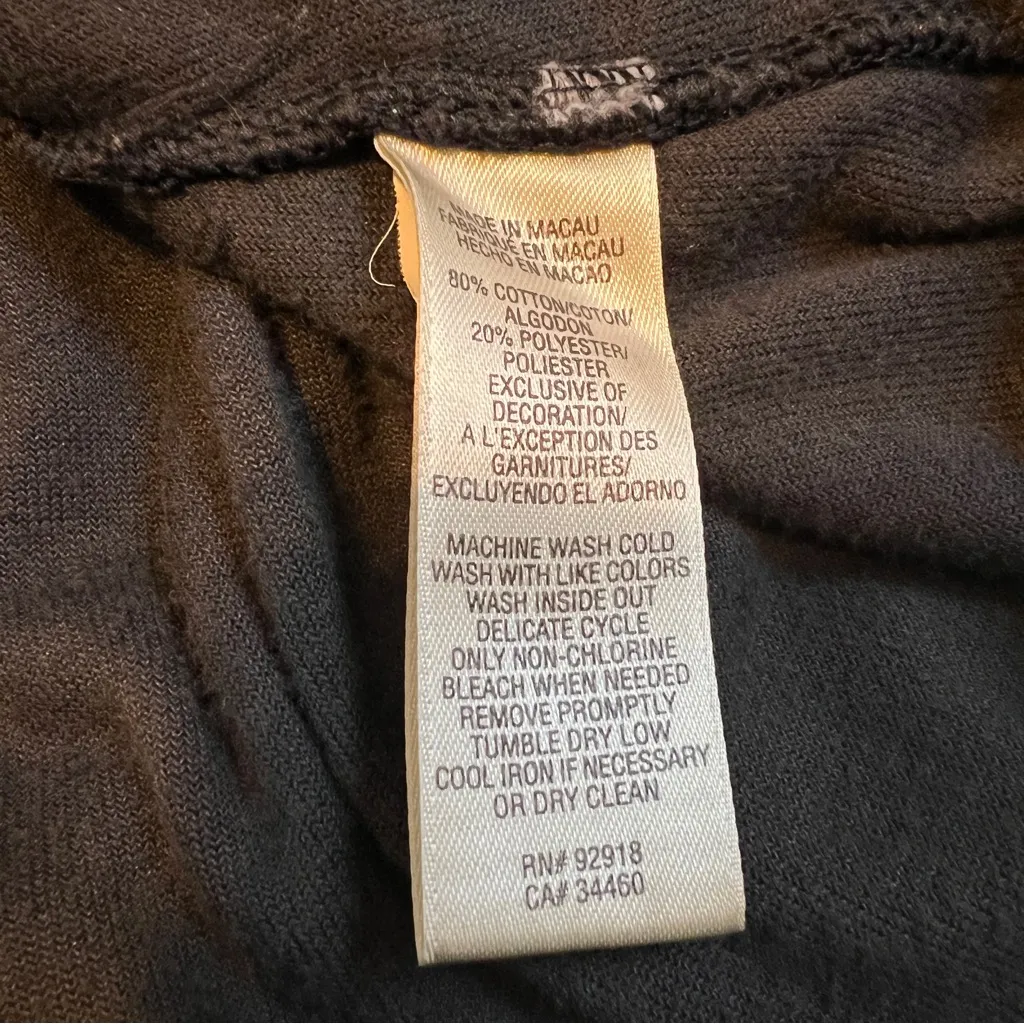 MADE IN MACAU
FABRIQUÉ EN MACAU
HECHO EN MACAO
80% COTTON/COTON/
ALGODON
20% POLYESTER/
POLIESTER
EXCLUSIVE OF
DECORATION/
A L'EXCEPTION DES
GARNITURES/
EXCLUYENDO EL ADORNO
MACHINE WASH COLD
WASH WITH LIKE COLORS
WASH INSIDE OUT
DELICATE CYCLE
ONLY NON-CHLORINE
BLEACH WHEN NEEDED
REMOVE PROMPTLY
TUMBLE DRY LOW
COOL IRON IF NECESSARY
OR DRY CLEAN
RN# 92918
CA# 34460